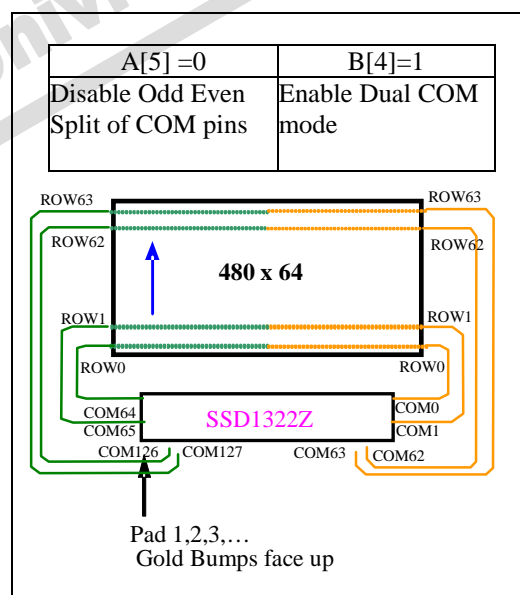 A[5] =0
B[4]=1
Disable Odd Even
Split of COM pins
Enable Dual COM
mode
ROW63
ROW63
ROW62
ROW62
480 x 64
ROW1
ROW1
ROW0
ROW0
COM64
COM0
SSD1322Z
COM65
COM1
COM126
COM127
COM63
COM62
Pad 1,2,3,…
Gold Bumps face up